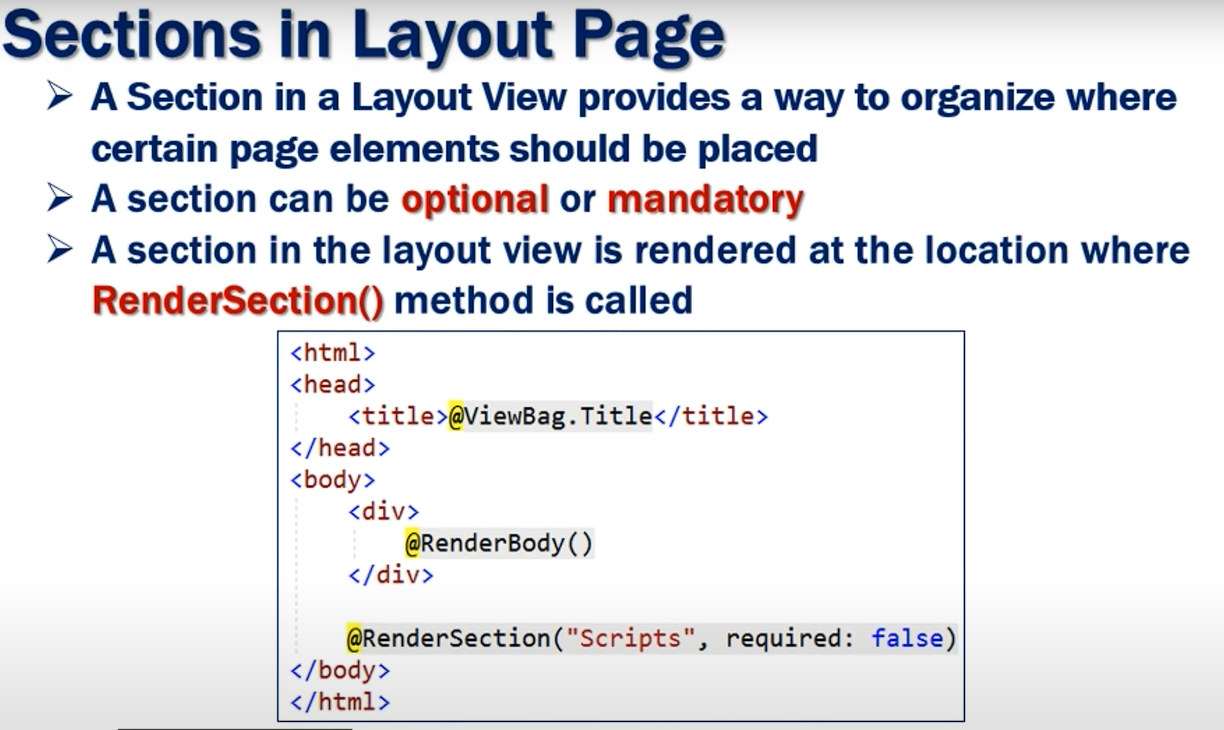 Sections in Layout Page
➢ A Section in a Layout View provides a way to organize where
certain page elements should be placed
➢ A section can be optional or mandatory
➢ A section in the layout view is rendered at the location where
RenderSection() method is called
<html>
<head>
    <title>@ViewBag.Title</title>
</head>
<body>
    <div>
        @RenderBody()
    </div>
    @RenderSection("Scripts", required: false)
</body>
</html>